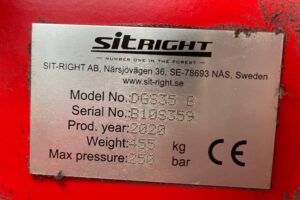 SITRIGHT
NUMBER ONE IN THE FOREST
SIT-RIGHT AB, Närsjövägen 36, SE-78693 NÄS, Sweden
www.sit-right.se
Model No.: DGS35 B
Serial No.: B10S359
Prod. year: 2020
Weight: 455 kg
Max pressure: 250 bar
CE